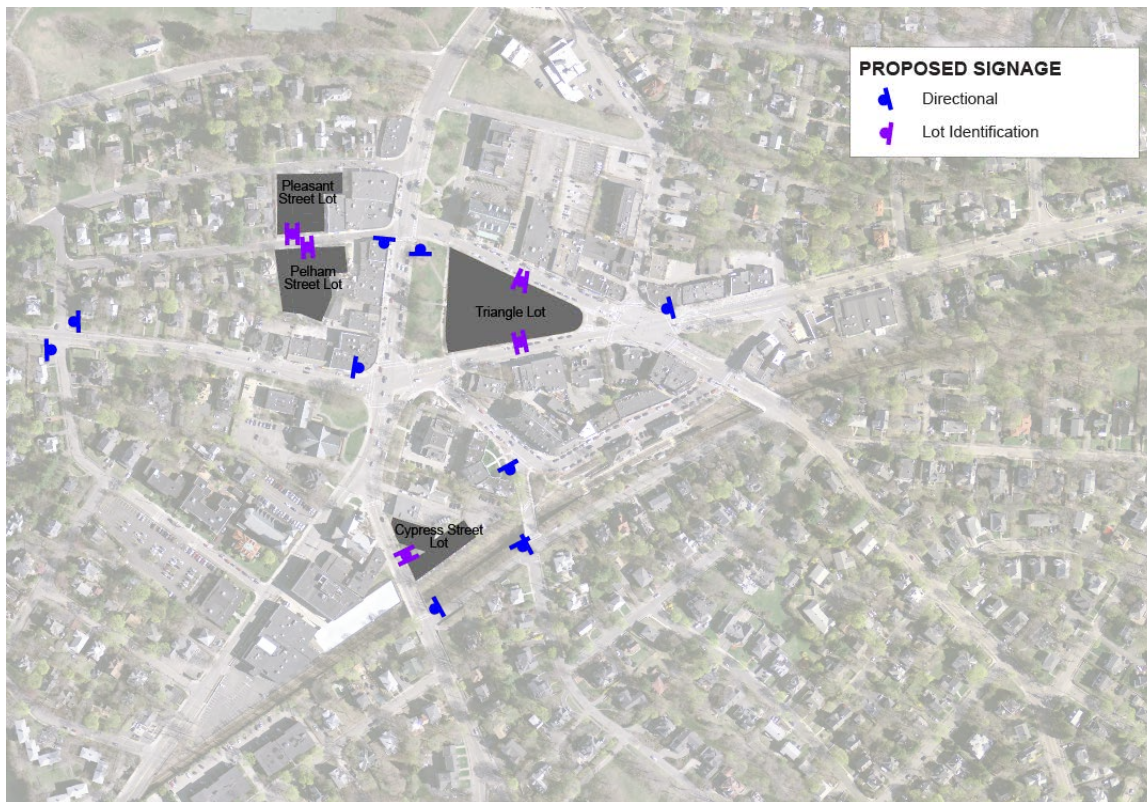 PROPOSED SIGNAGE
Directional
Lot Identification
Pleasant
Street Lot
Pelham
Street Lot
Triangle Lot
Cypress Street
Lot